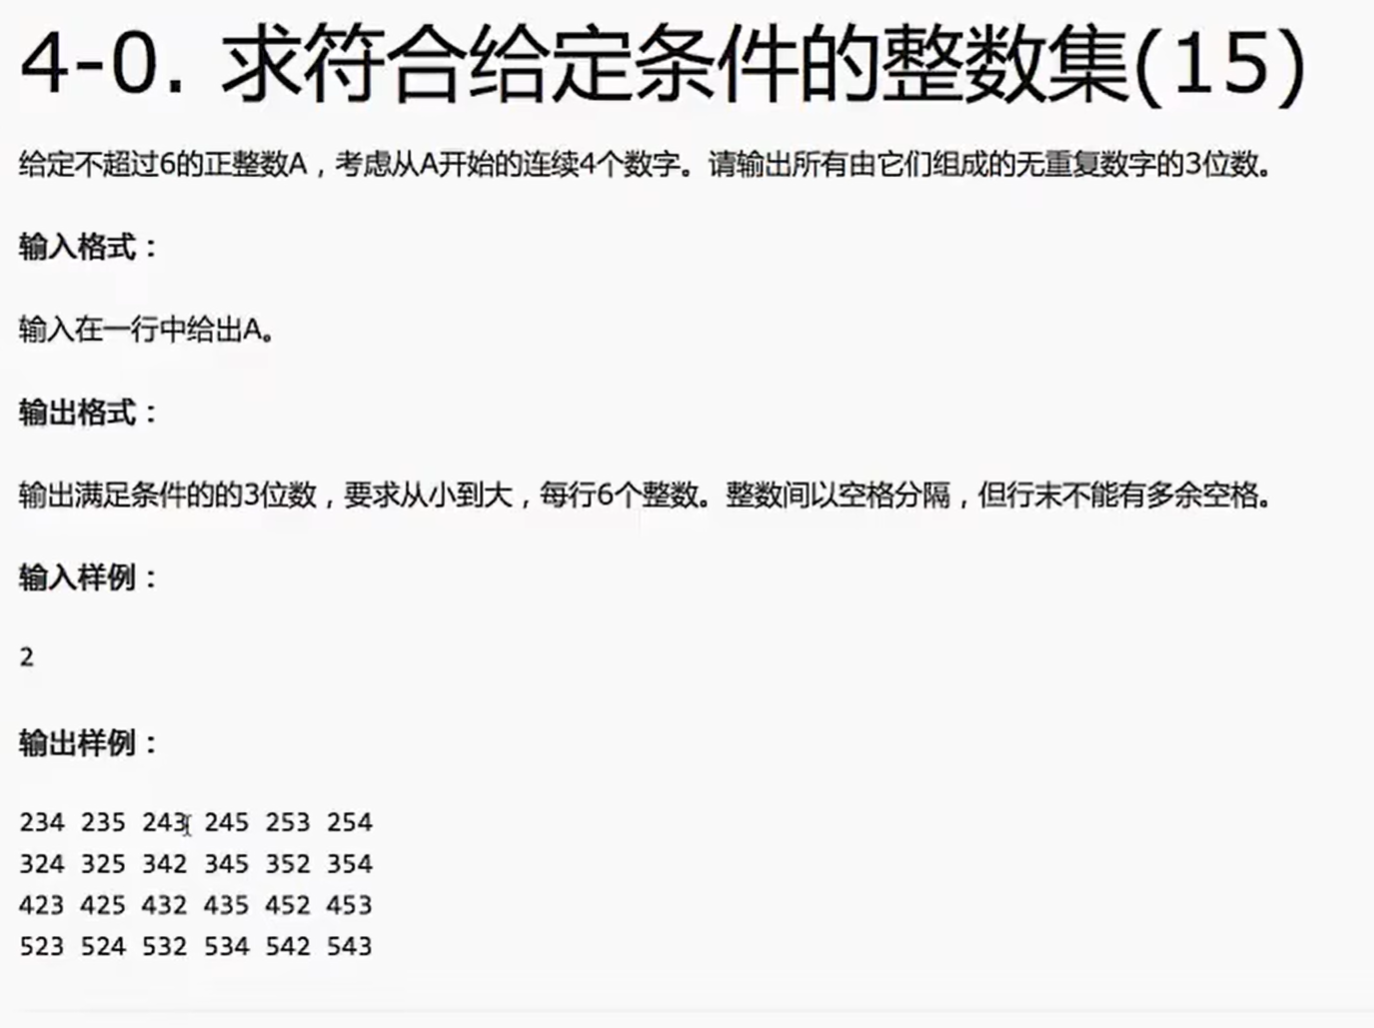 4-0. 求符合给定条件的整数集(15)
给定不超过6的正整数A，考虑从A开始的连续4个数字。请输出所有由它们组成的无重复数字的3位数。
输入格式：
输入在一行中给出A。
输出格式：
输出满足条件的的3位数，要求从小到大，每行6个整数。整数间以空格分隔，但行末不能有多余空格。
输入样例：
2
输出样例：
234 235 243 245 253 254
324 325 342 345 352 354
423 425 432 435 452 453
523 524 532 534 542 543